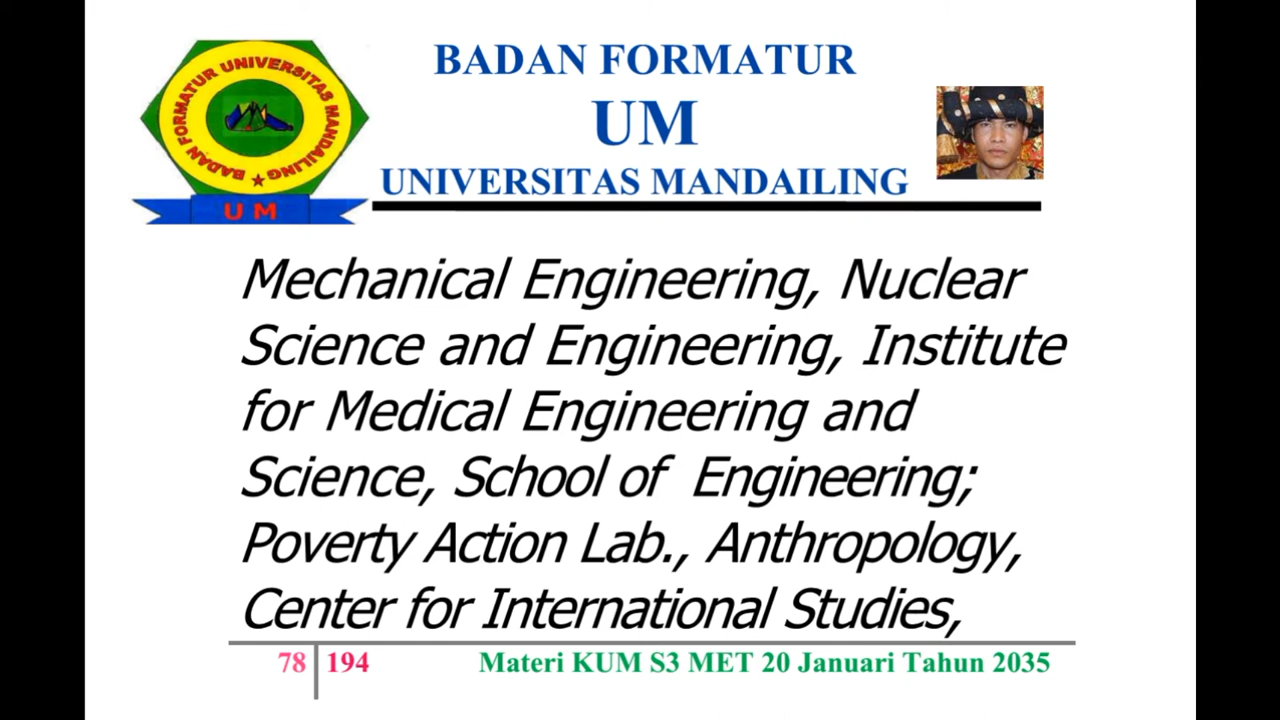 BADAN FORMATUR UNIVERSITAS MANDAILING
U M
BADAN FORMATUR
UM
UNIVERSITAS MANDAILING
Mechanical Engineering, Nuclear
Science and Engineering, Institute
for Medical Engineering and
Science, School of Engineering;
Poverty Action Lab., Anthropology,
Center for International Studies,
78 194 Materi KUM S3 MET 20 Januari Tahun 2035